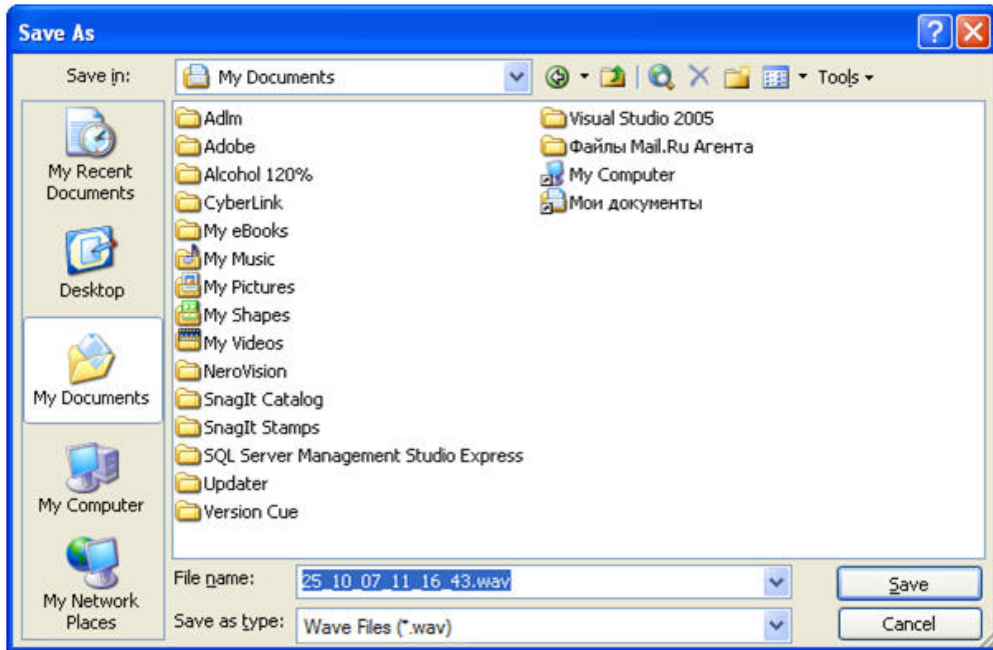 Save As
Save in:
My Documents
Tools
My Recent
Documents
Desktop
My Documents
My Computer
My Network
Places
Adlm
Adobe
Alcohol 120%
CyberLink
My eBooks
My Music
My Pictures
My Shapes
My Videos
NeroVision
SnagIt Catalog
SnagIt Stamps
SQL Server Management Studio Express
Updater
Version Cue
Visual Studio 2005
Файлы Mail.Ru Агента
My Computer
Мои документы
File name:
25_10_07_11_16_43.wav
Save
Save as type:
Wave Files (*.wav)
Cancel